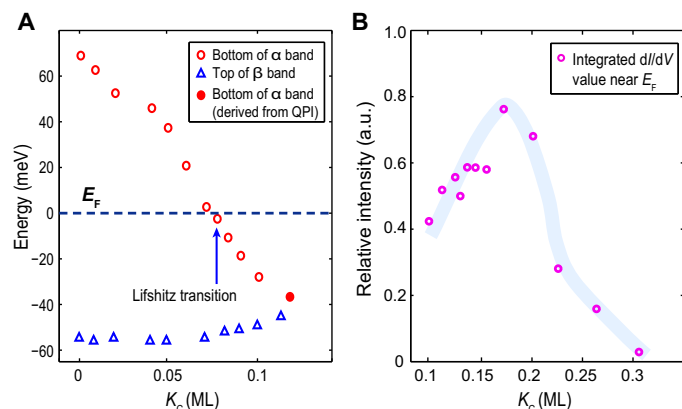 A
Bottom of α band
Top of β band
Bottom of α band
(derived from QPI)
60
40
20
0
−20
−40
−60
Energy (meV)
E_F
Lifshitz transition
0
0.05
0.1
K_c (ML)
B
Integrated dI/dV
value near E_F
1.0
0.8
0.6
0.4
0.2
0
Relative intensity (a.u.)
0.1
0.15
0.2
0.25
0.3
K_c (ML)